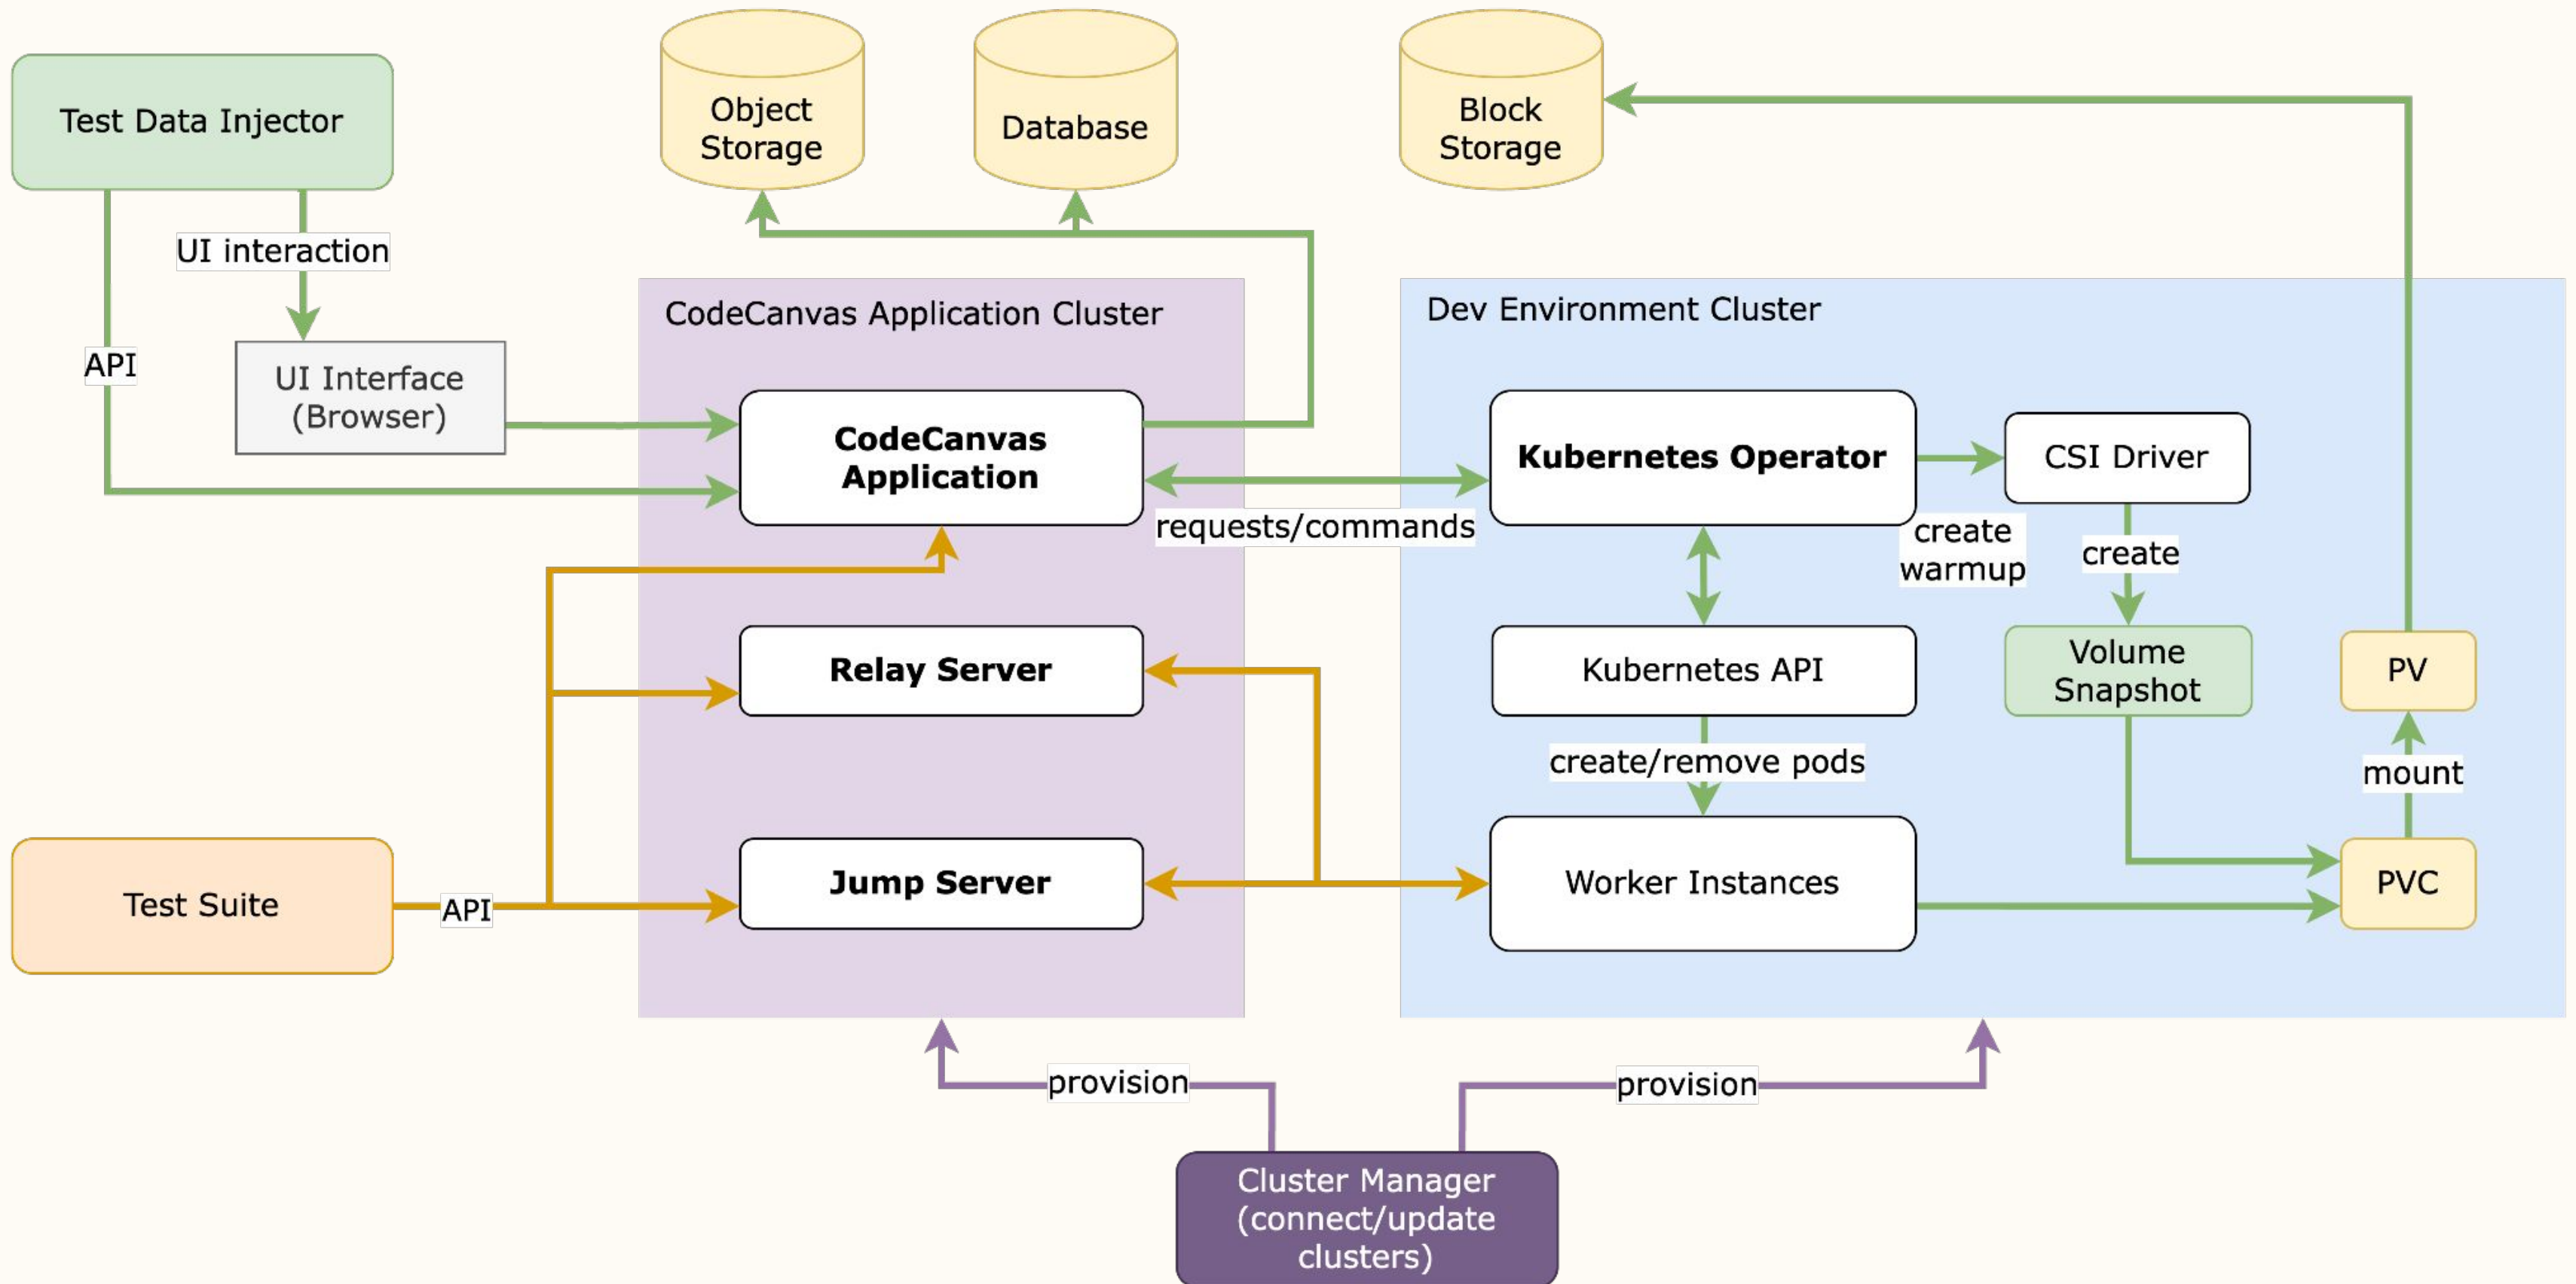 Test Data Injector
Object
Storage
Database
Block
Storage
UI interaction
API
UI Interface
(Browser)
CodeCanvas Application Cluster
CodeCanvas
Application
requests/commands
Relay Server
Jump Server
Test Suite
API
Dev Environment Cluster
Kubernetes Operator
CSI Driver
create
warmup
create
Kubernetes API
Volume
Snapshot
PV
create/remove pods
mount
Worker Instances
PVC
provision
provision
Cluster Manager
(connect/update
clusters)